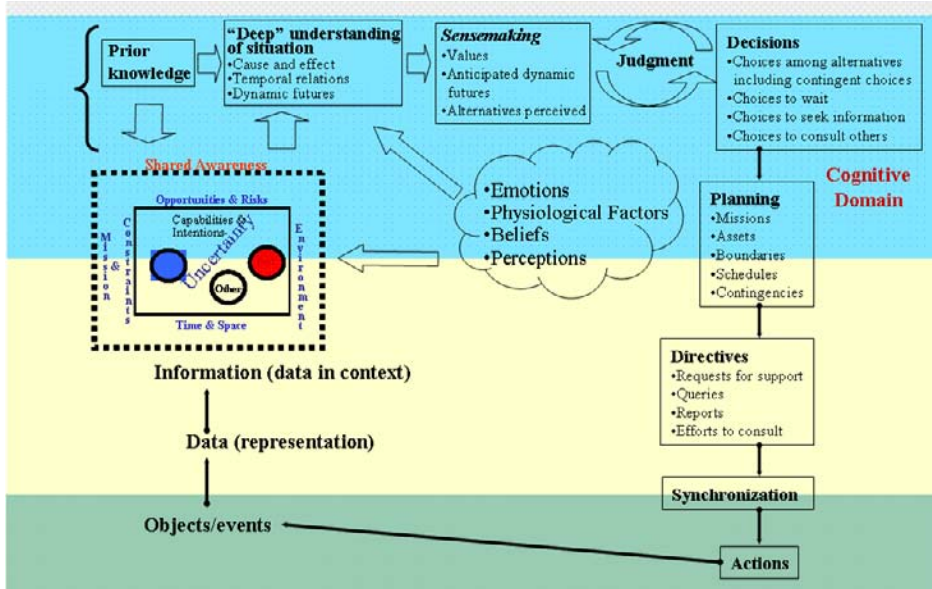 Prior
knowledge
“Deep” understanding
of situation
•Cause and effect
•Temporal relations
•Dynamic futures
Sensemaking
•Values
•Anticipated dynamic
futures
•Alternatives perceived
Judgment
Decisions
•Choices among alternatives
including contingent choices
•Choices to wait
•Choices to seek information
•Choices to consult others
Cognitive
Domain
Shared Awareness
Opportunities & Risks
Mission
&
Constraints
Capabilities &
Intentions
Uncertainty
Other
Environment
Time & Space
•Emotions
•Physiological Factors
•Beliefs
•Perceptions
Planning
•Missions
•Assets
•Boundaries
•Schedules
•Contingencies
Information (data in context)
Directives
•Requests for support
•Queries
•Reports
•Efforts to consult
Data (representation)
Synchronization
Objects/events
Actions